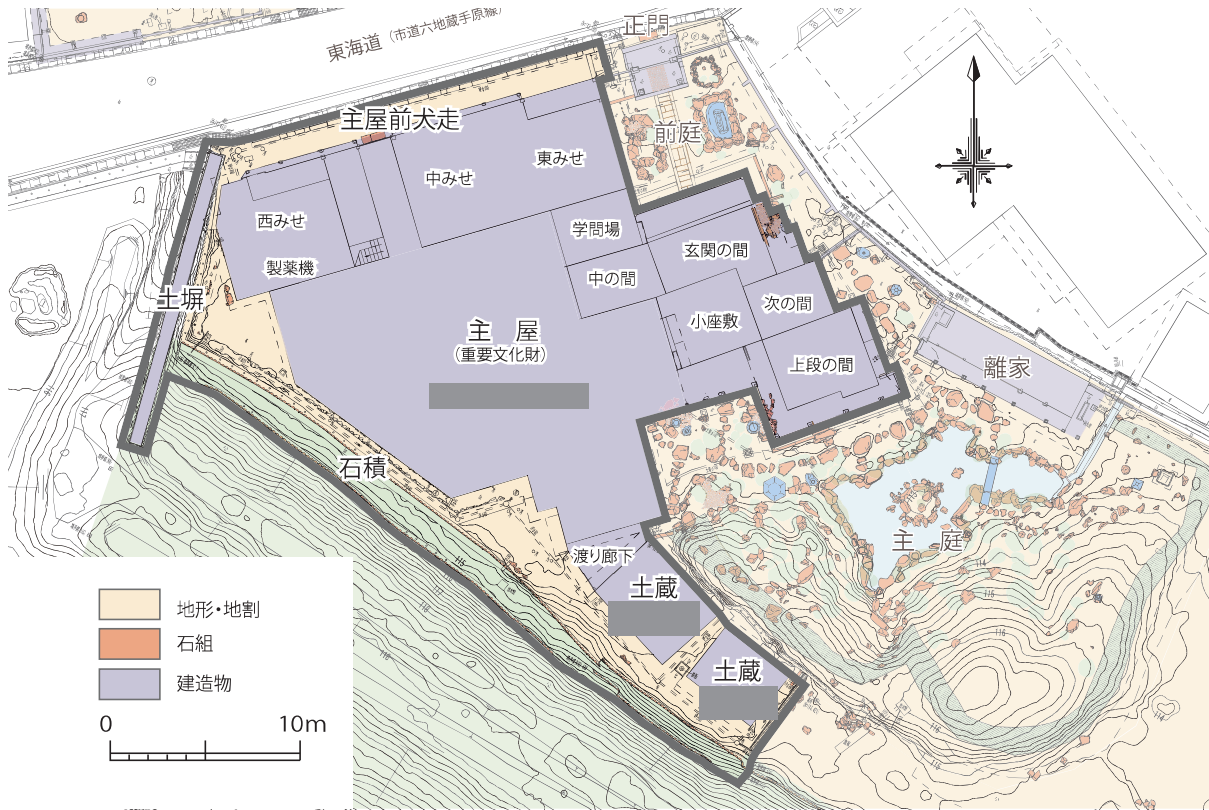 正門
東海道(市道六地蔵手原線)
主屋前犬走
前庭
東みせ
中みせ
西みせ
学問場
玄関の間
製薬機
中の間
土塀
次の間
小座敷
主 屋
(重要文化財)
上段の間
離家
石積
主 庭
渡り廊下
土蔵
土蔵
地形・地割
石組
建造物
0 10m